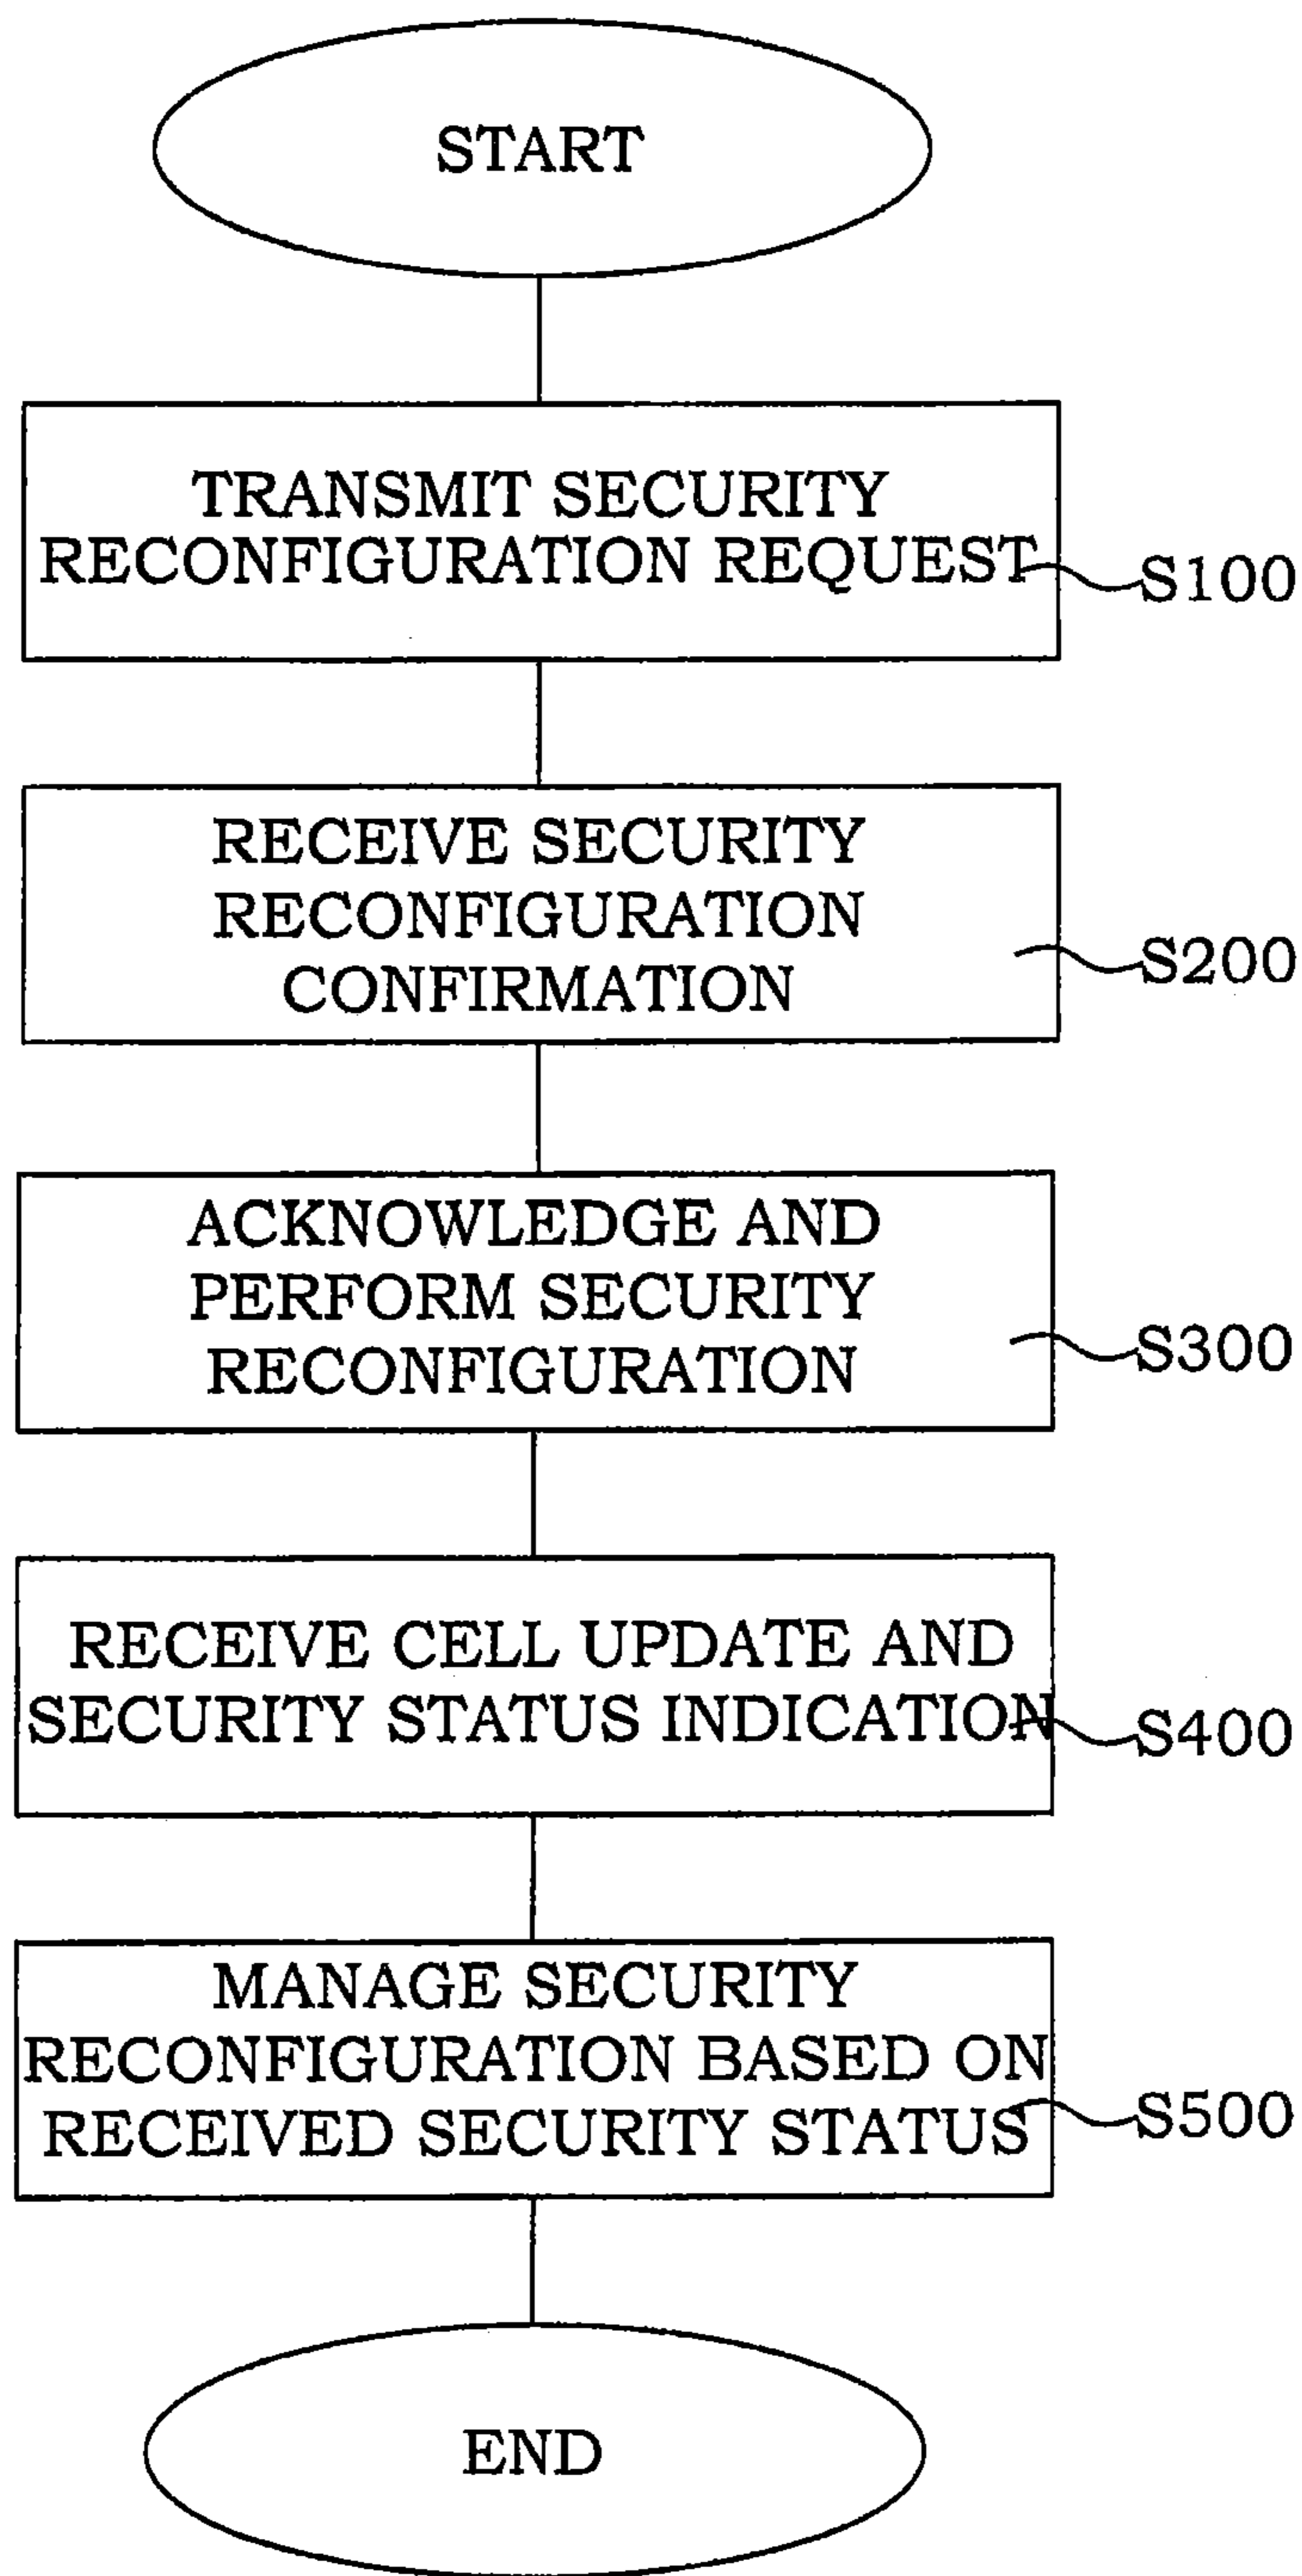 START
TRANSMIT SECURITY
RECONFIGURATION REQUEST
S100
RECEIVE SECURITY
RECONFIGURATION
CONFIRMATION
S200
ACKNOWLEDGE AND
PERFORM SECURITY
RECONFIGURATION
S300
RECEIVE CELL UPDATE AND
SECURITY STATUS INDICATION
S400
MANAGE SECURITY
RECONFIGURATION BASED ON
RECEIVED SECURITY STATUS
S500
END